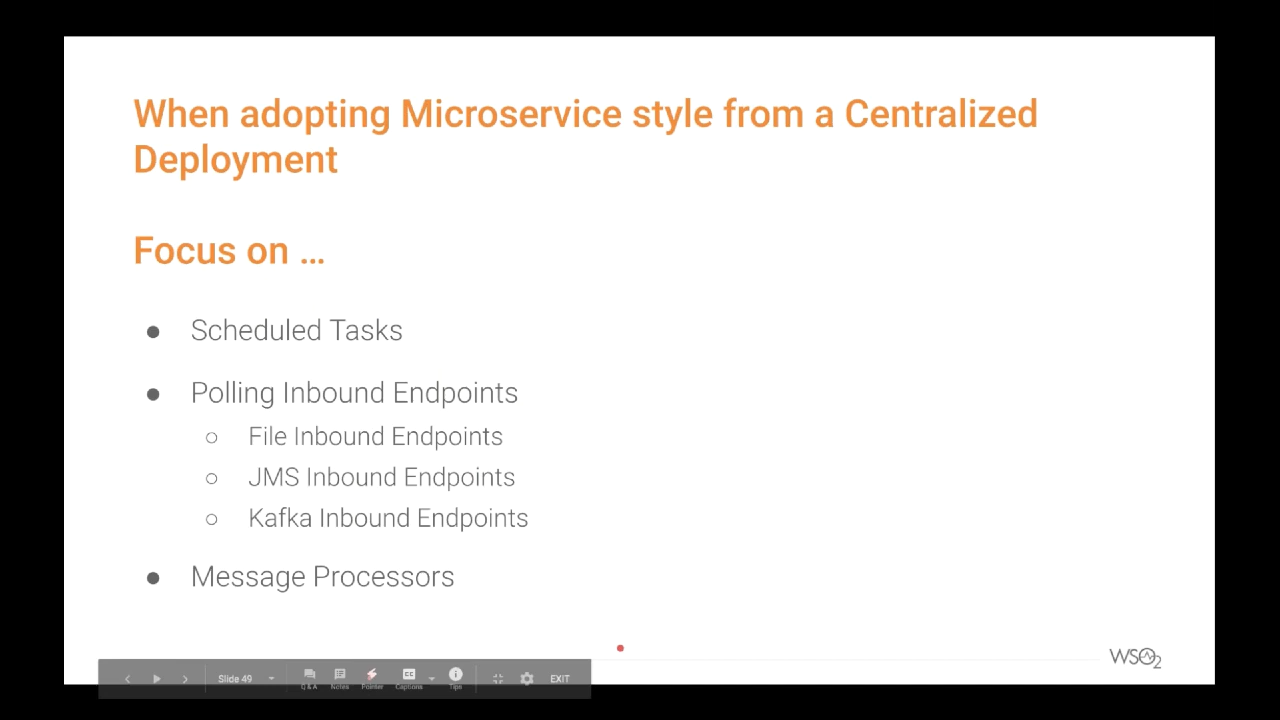 When adopting Microservice style from a Centralized
Deployment
Focus on ...
● Scheduled Tasks
● Polling Inbound Endpoints
○ File Inbound Endpoints
○ JMS Inbound Endpoints
○ Kafka Inbound Endpoints
● Message Processors
WSO2
Slide 49
Q & A Notes Pointer Captions Tips EXIT